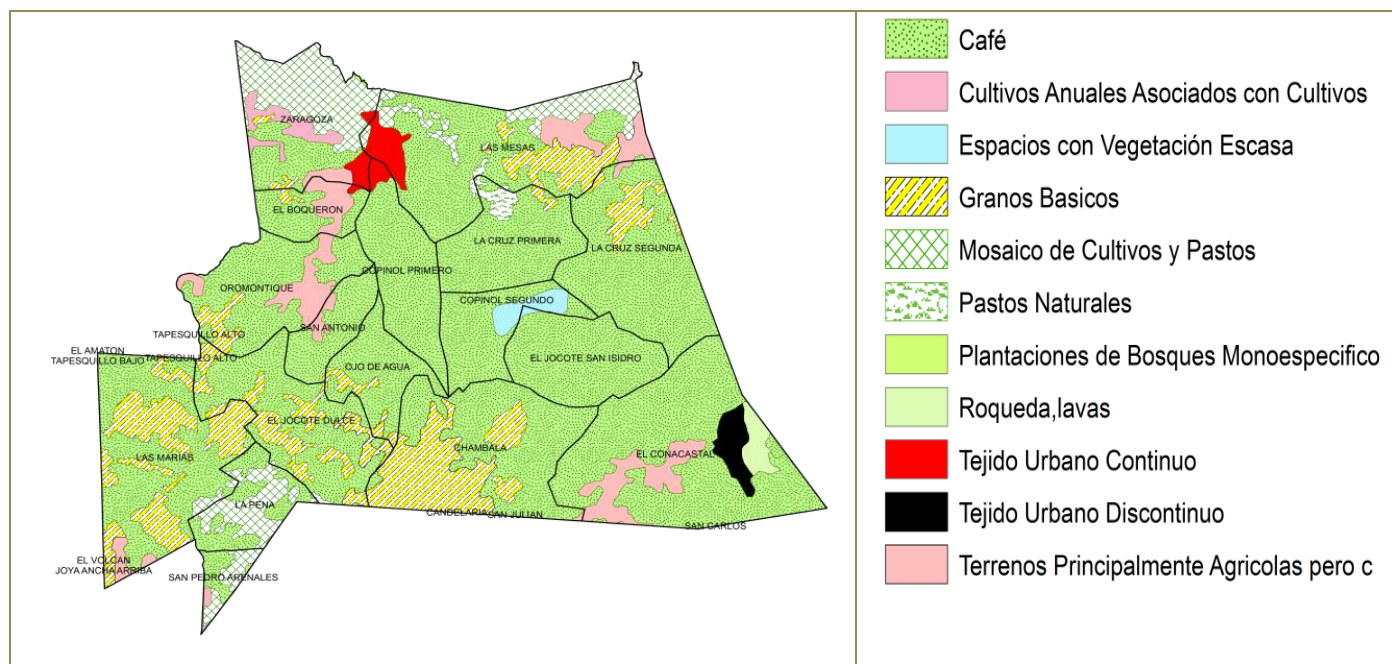 ZARAGOZA
LAS MESAS
EL BOQUERON
LA CRUZ PRIMERA
LA CRUZ SEGUNDA
COPINOL PRIMERO
OROMONTIQUE
COPINOL SEGUNDO
SAN ANTONIO
TAPESQUILLO ALTO
EL AMATON
TAPESQUILLO BAJO
TAPESQUILLO ALTO
EL JOCOTE SAN ISIDRO
OJO DE AGUA
EL JOCOTE DULCE
CHAMBALA
LAS MARIAS
EL CONACASTAL
LA PEÑA
CANDELARIA
SAN JULIAN
SAN CARLOS
EL VOLCAN
JOYA ANCHA ARRIBA
SAN PEDRO ARENALES
Café
Cultivos Anuales Asociados con Cultivos
Espacios con Vegetación Escasa
Granos Basicos
Mosaico de Cultivos y Pastos
Pastos Naturales
Plantaciones de Bosques Monoespecifico
Roqueda,lavas
Tejido Urbano Continuo
Tejido Urbano Discontinuo
Terrenos Principalmente Agricolas pero c